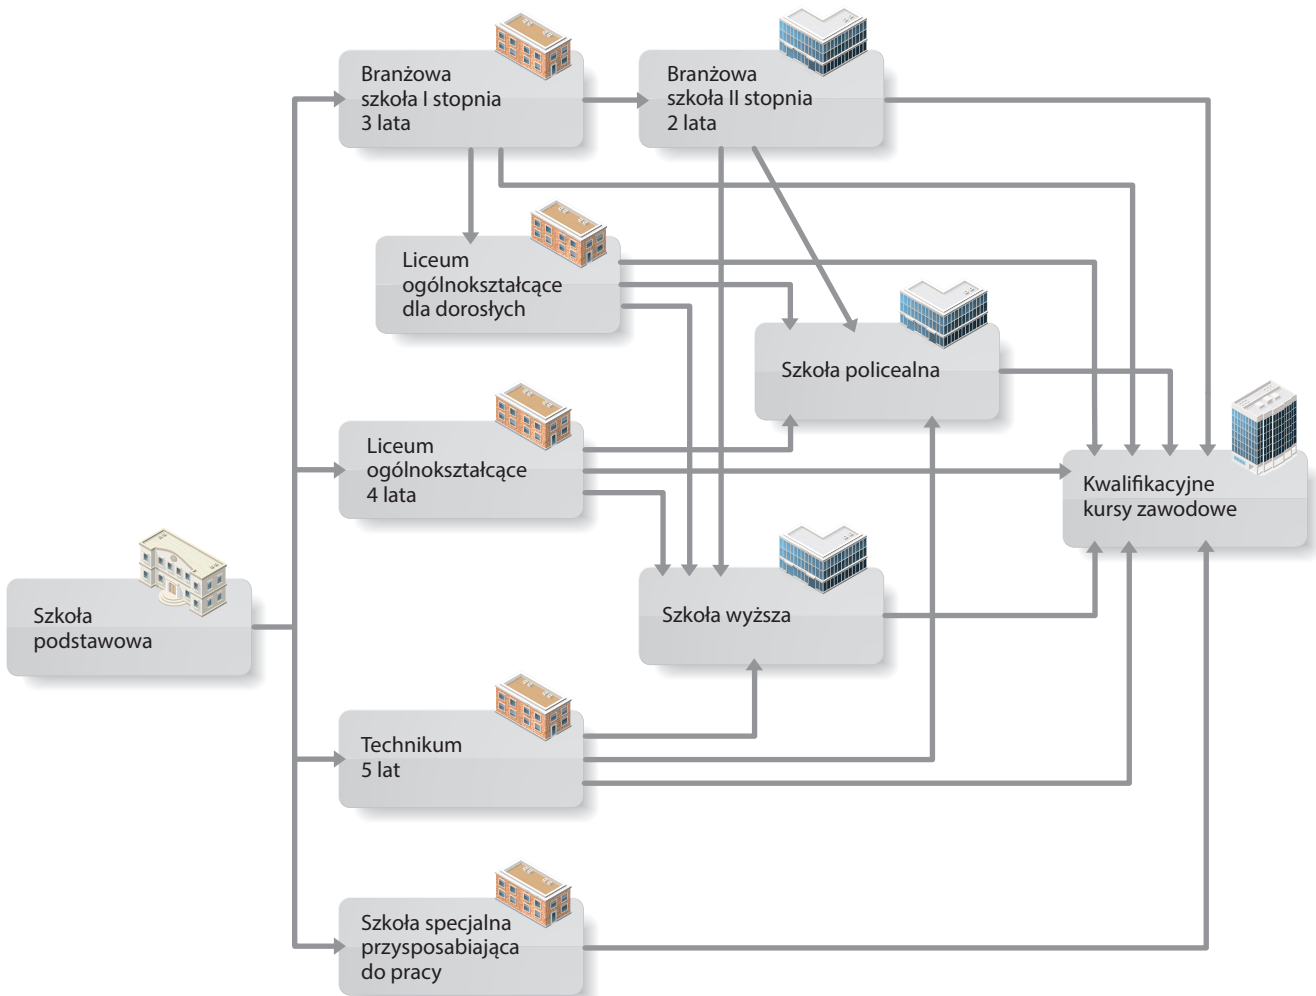 Branżowa
szkoła I stopnia
3 lata
Branżowa
szkoła II stopnia
2 lata
Liceum
ogólnokształcące
dla dorosłych
Szkoła policealna
Liceum
ogólnokształcące
4 lata
Kwalifikacyjne
kursy zawodowe
Szkoła
podstawowa
Szkoła wyższa
Technikum
5 lat
Szkoła specjalna
przysposabiająca
do pracy